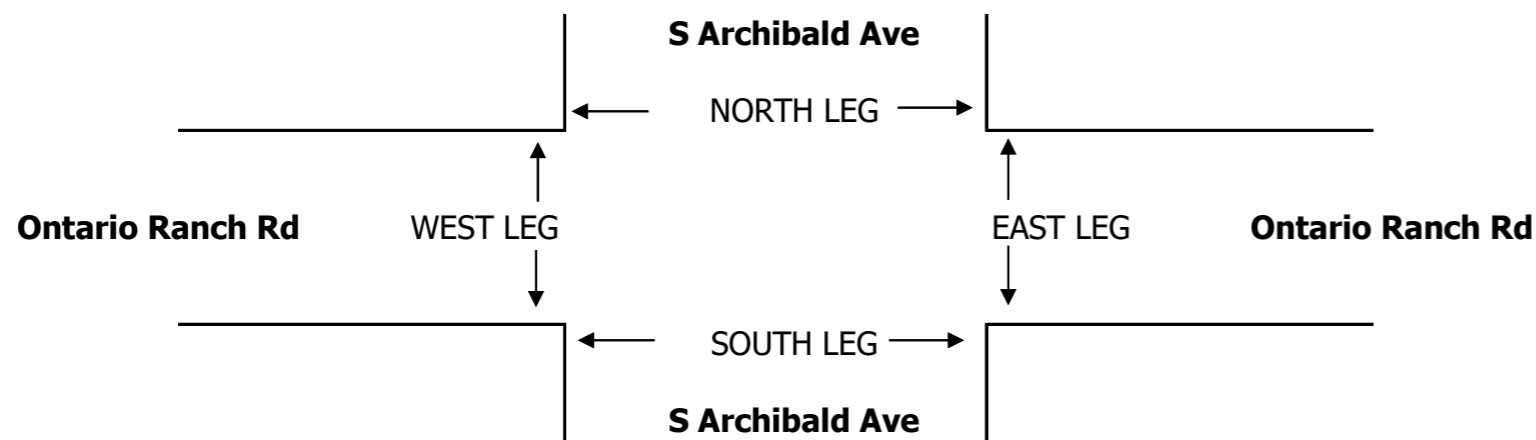 S Archibald Ave
NORTH LEG
Ontario Ranch Rd WEST LEG EAST LEG Ontario Ranch Rd
SOUTH LEG
S Archibald Ave